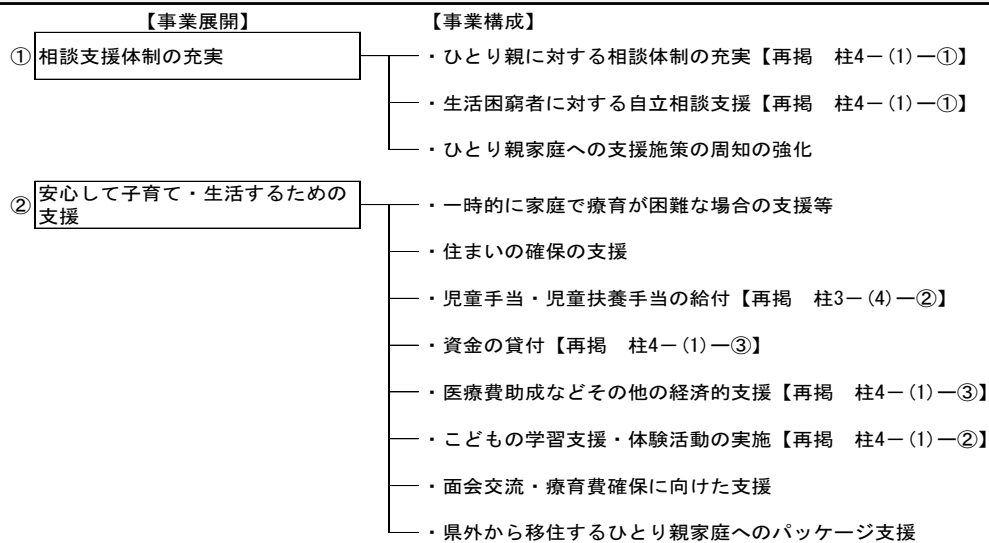 【事業展開】 【事業構成】
① 相談支援体制の充実 ・ひとり親に対する相談体制の充実【再掲 柱4－(1)－①】
・生活困窮者に対する自立相談支援【再掲 柱4－(1)－①】
・ひとり親家庭への支援施策の周知の強化
② 安心して子育て・生活するための
支援
・一時的に家庭で療育が困難な場合の支援等
・住まいの確保の支援
・児童手当・児童扶養手当の給付【再掲 柱3－(4)－②】
・資金の貸付【再掲 柱4－(1)－③】
・医療費助成などその他の経済的支援【再掲 柱4－(1)－③】
・こどもの学習支援・体験活動の実施【再掲 柱4－(1)－②】
・面会交流・療育費確保に向けた支援
・県外から移住するひとり親家庭へのパッケージ支援